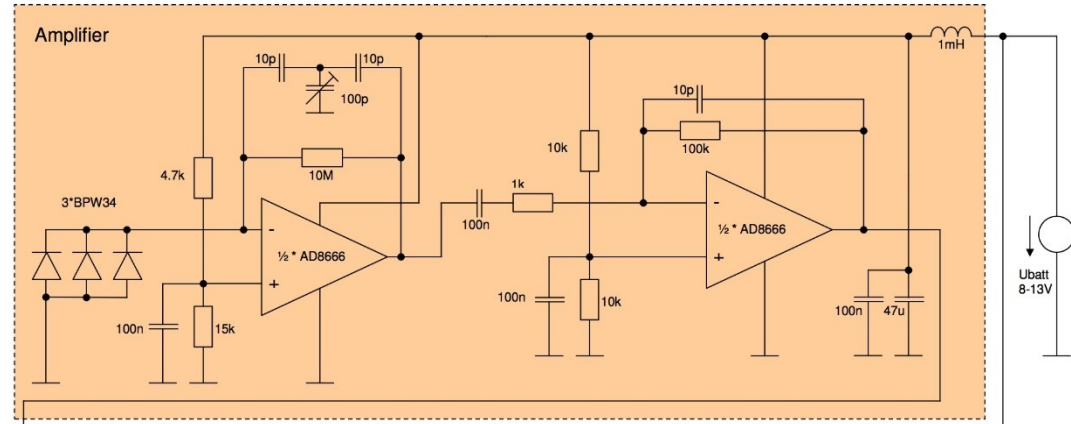 Amplifier
10p
10p
100p
10M
4.7k
3*BPW34
-
½ * AD8666
+
100n
15k
100n
1k
10k
10p
100k
-
½ * AD8666
+
100n
10k
100n
47u
1mH
Ubatt
8-13V